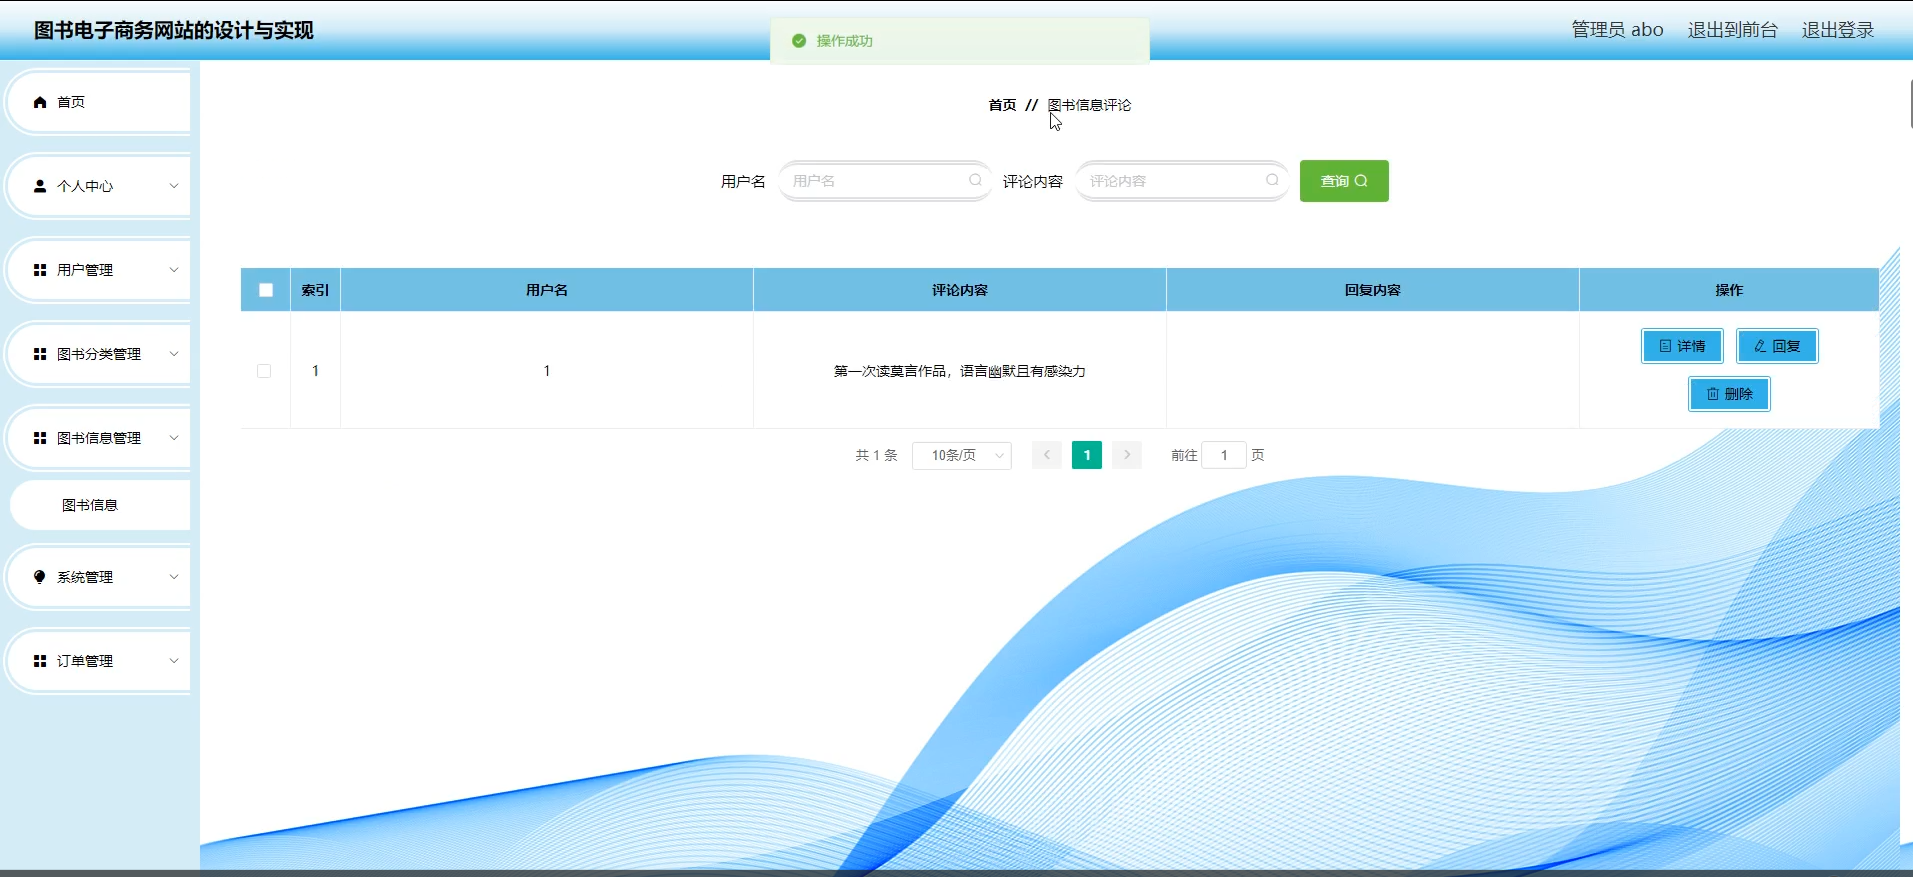 图书电子商务网站的设计与实现
操作成功
管理员 abo 退出到前台 退出登录
首页
个人中心
用户管理
图书分类管理
图书信息管理
图书信息
系统管理
订单管理
首页 // 图书信息评论
用户名 用户名 评论内容 评论内容 查询
索引 用户名 评论内容 回复内容 操作
1 1 第一次读莫言作品，语言幽默且有感染力 详情 回复
删除
共 1 条 10条/页 1 前往 1 页